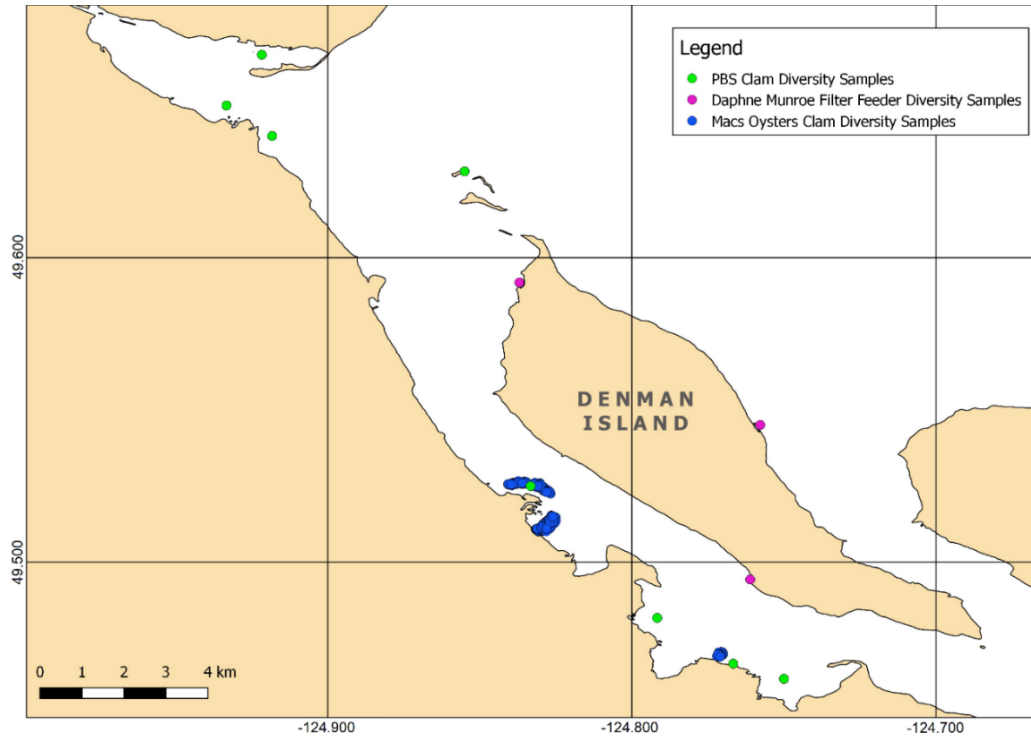 Legend
PBS Clam Diversity Samples
Daphne Munroe Filter Feeder Diversity Samples
Macs Oysters Clam Diversity Samples
49.600
DENMAN
ISLAND
49.500
0 1 2 3 4 km
-124.900 -124.800 -124.700